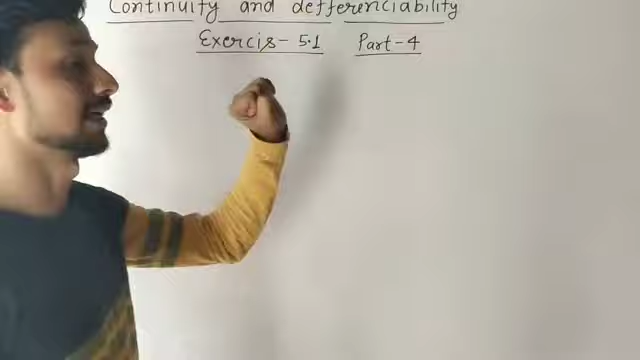 Continuity and defferenciability
Exercis - 5.1 Part - 4